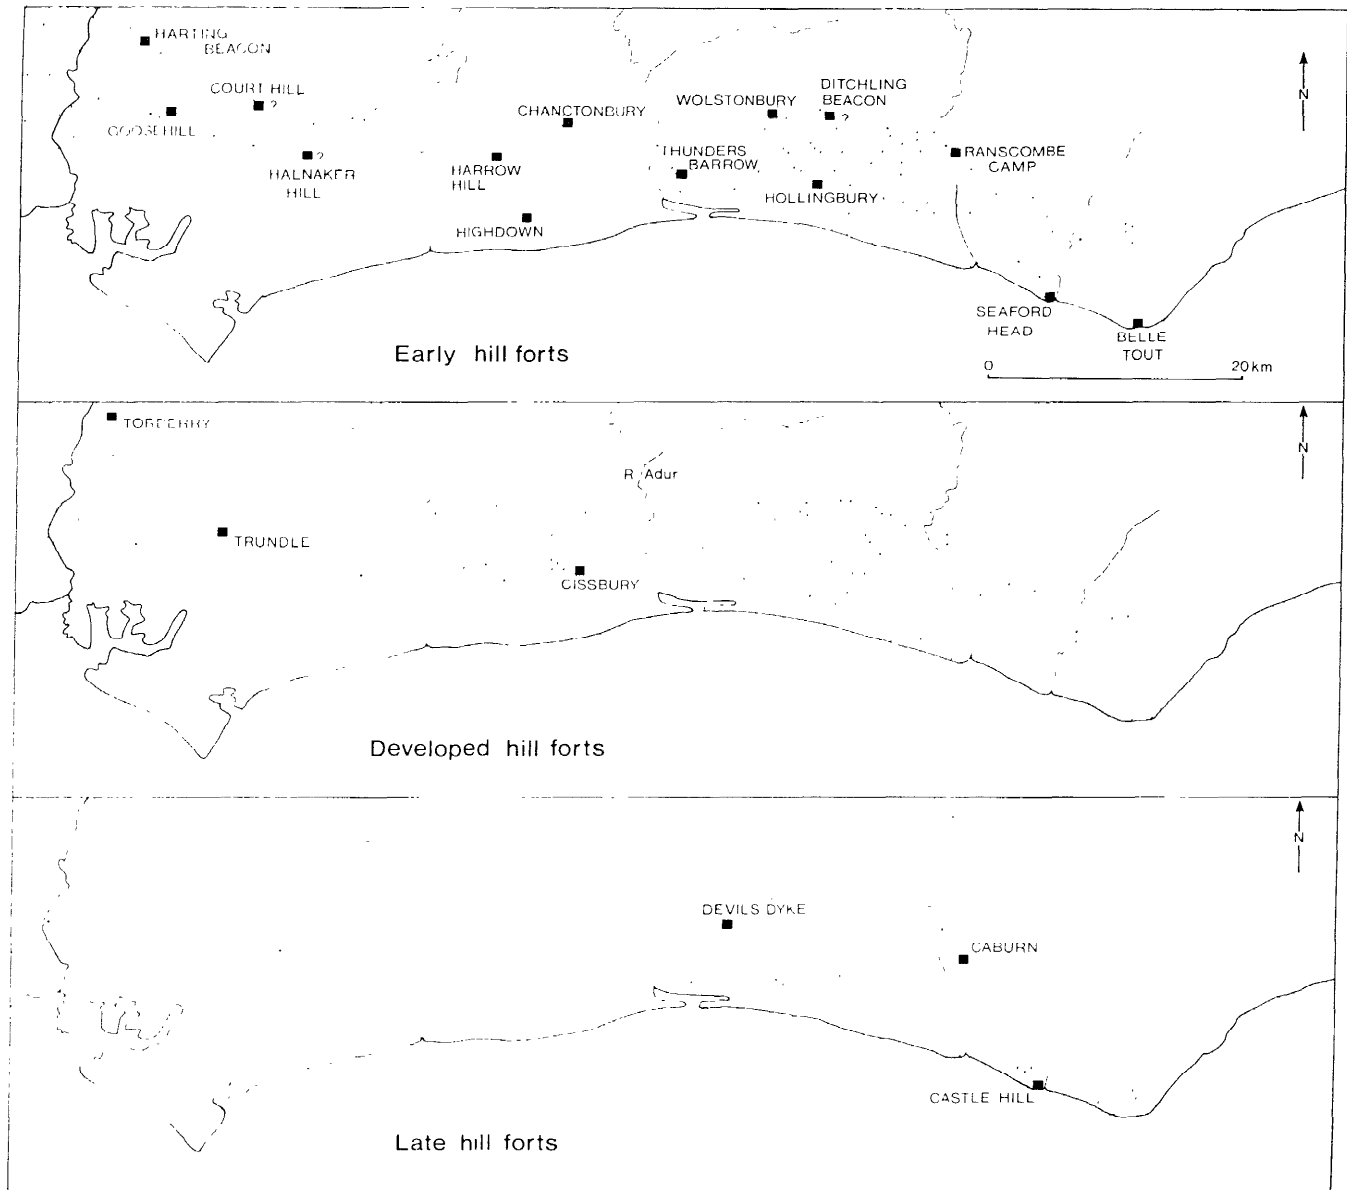 HARTING
BEACON
N
COURT HILL
?
GOOSEHILL
CHANCTONBURY
WOLSTONBURY
DITCHLING
BEACON
?
?
HALNAKER
HILL
HARROW
HILL
THUNDERS
BARROW
RANSCOMBE
CAMP
HOLLINGBURY
HIGHDOWN
SEAFORD
HEAD
BELLE
TOUT
Early hill forts
0 20km
TORBERRY
N
R Adur
TRUNDLE
CISSBURY
Developed hill forts
N
DEVILS DYKE
CABURN
CASTLE HILL
Late hill forts